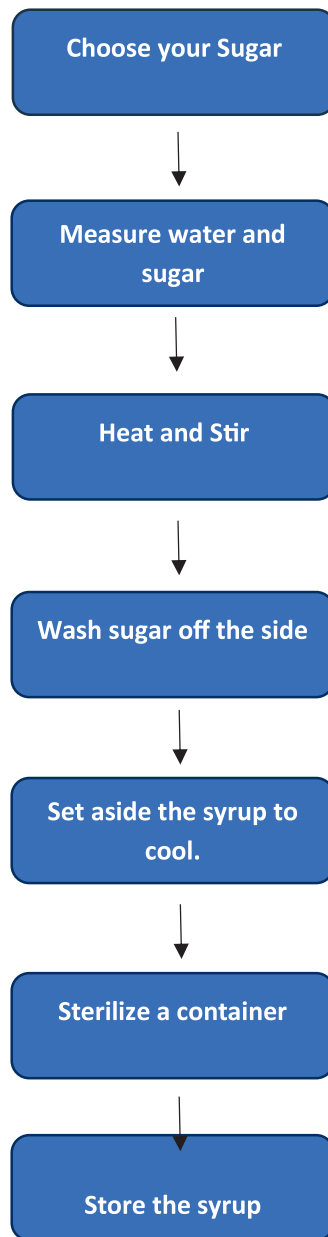 Choose your Sugar
Measure water and
sugar
Heat and Stir
Wash sugar off the side
Set aside the syrup to
cool.
Sterilize a container
Store the syrup